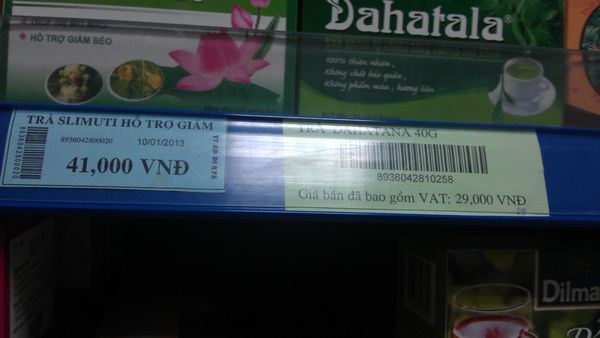 HỖ TRỢ GIẢM BÉO
Dahatala®
100% thiên nhiên,
Không chất bảo quản,
Không phẩm màu, hương liệu
TRÀ SLIMUTI HỖ TRỢ GIẢM
8936042800020
10/01/2013
41,000 VNĐ
8936042800020
TRÀ DAHATANA 40G
8936042810258
Giá bán đã bao gồm VAT: 29,000 VNĐ
Dilma